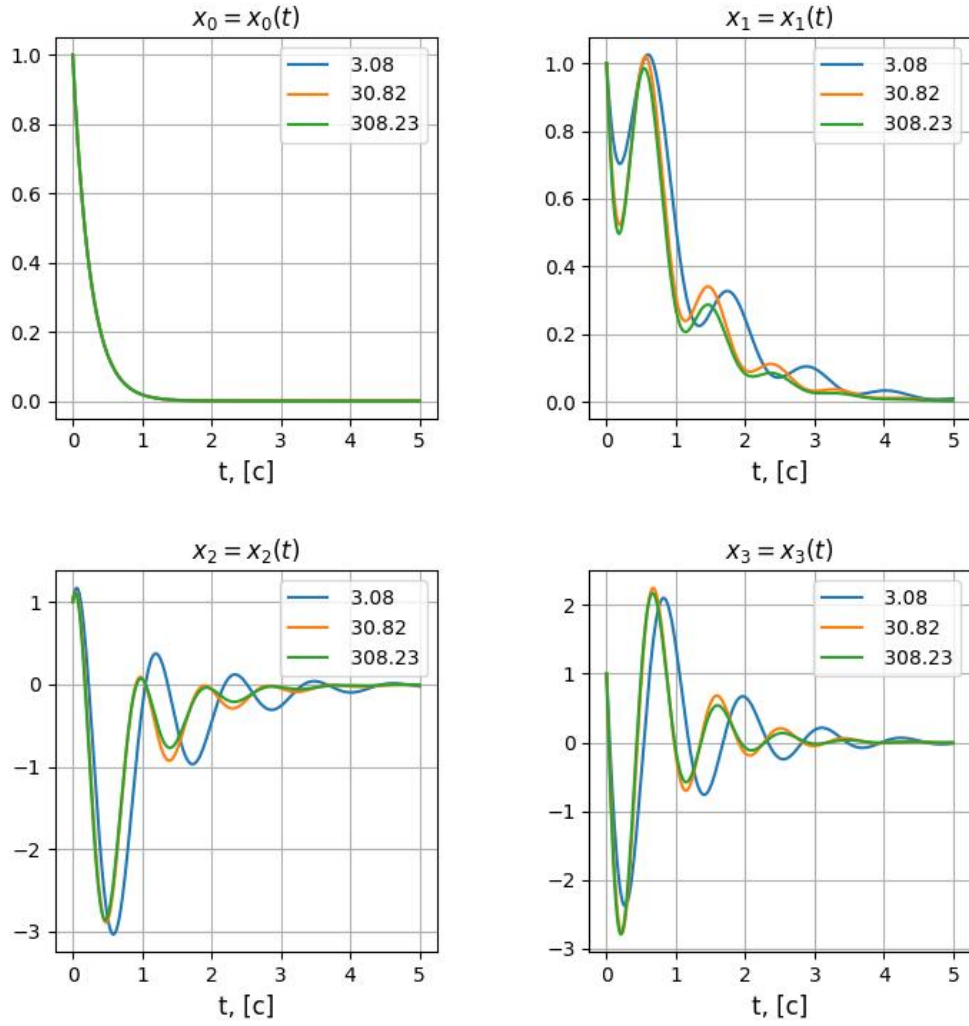 x₀ = x₀(t)
1.0
0.8
0.6
0.4
0.2
0.0
3.08
30.82
308.23
0 1 2 3 4 5
t, [c]
x₁ = x₁(t)
1.0
0.8
0.6
0.4
0.2
0.0
3.08
30.82
308.23
0 1 2 3 4 5
t, [c]
x₂ = x₂(t)
1
0
−1
−2
−3
3.08
30.82
308.23
0 1 2 3 4 5
t, [c]
x₃ = x₃(t)
2
1
0
−1
−2
−3
3.08
30.82
308.23
0 1 2 3 4 5
t, [c]